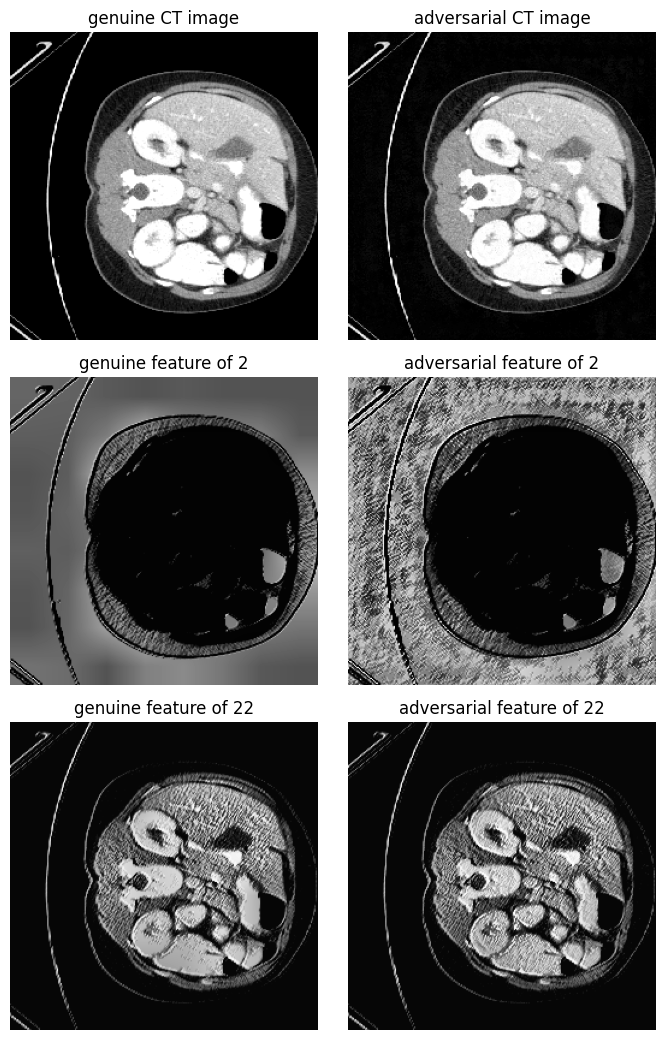 genuine CT image
adversarial CT image
genuine feature of 2
adversarial feature of 2
genuine feature of 22
adversarial feature of 22